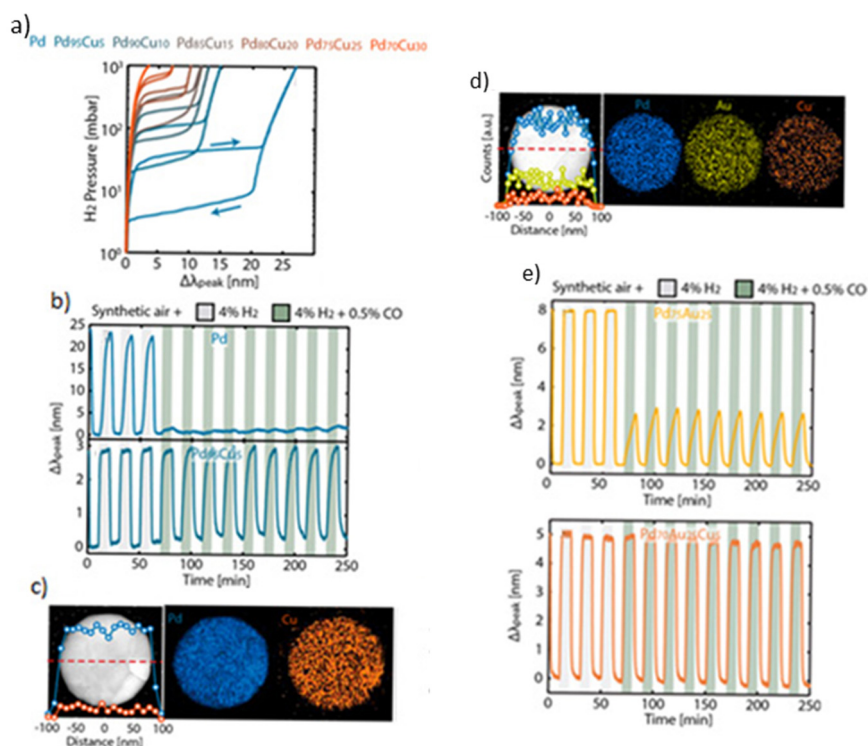 a)
Pd Pd95Cu5 Pd90Cu10 Pd85Cu15 Pd80Cu20 Pd75Cu25 Pd70Cu30
H2 Pressure [mbar]
10³
10²
10¹
10⁰
0 5 10 15 20 25
Δλpeak [nm]
b)
Synthetic air + 4% H2 4% H2 + 0.5% CO
Pd
Δλpeak [nm]
25
20
15
10
5
0
Pd95Cu5
3
2
1
0
0 50 100 150 200 250
Time [min]
c)
Pd Cu
-100 -50 0 50 100
Distance [nm]
d)
Counts [a.u.]
Pd Au Cu
-100 -50 0 50 100
Distance [nm]
e)
Synthetic air + 4% H2 4% H2 + 0.5% CO
Pd75Au25
Δλpeak [nm]
8
6
4
2
0
0 50 100 150 200 250
Time [min]
Pd70Au25Cu5
Δλpeak [nm]
5
4
3
2
1
0
0 50 100 150 200 250
Time [min]